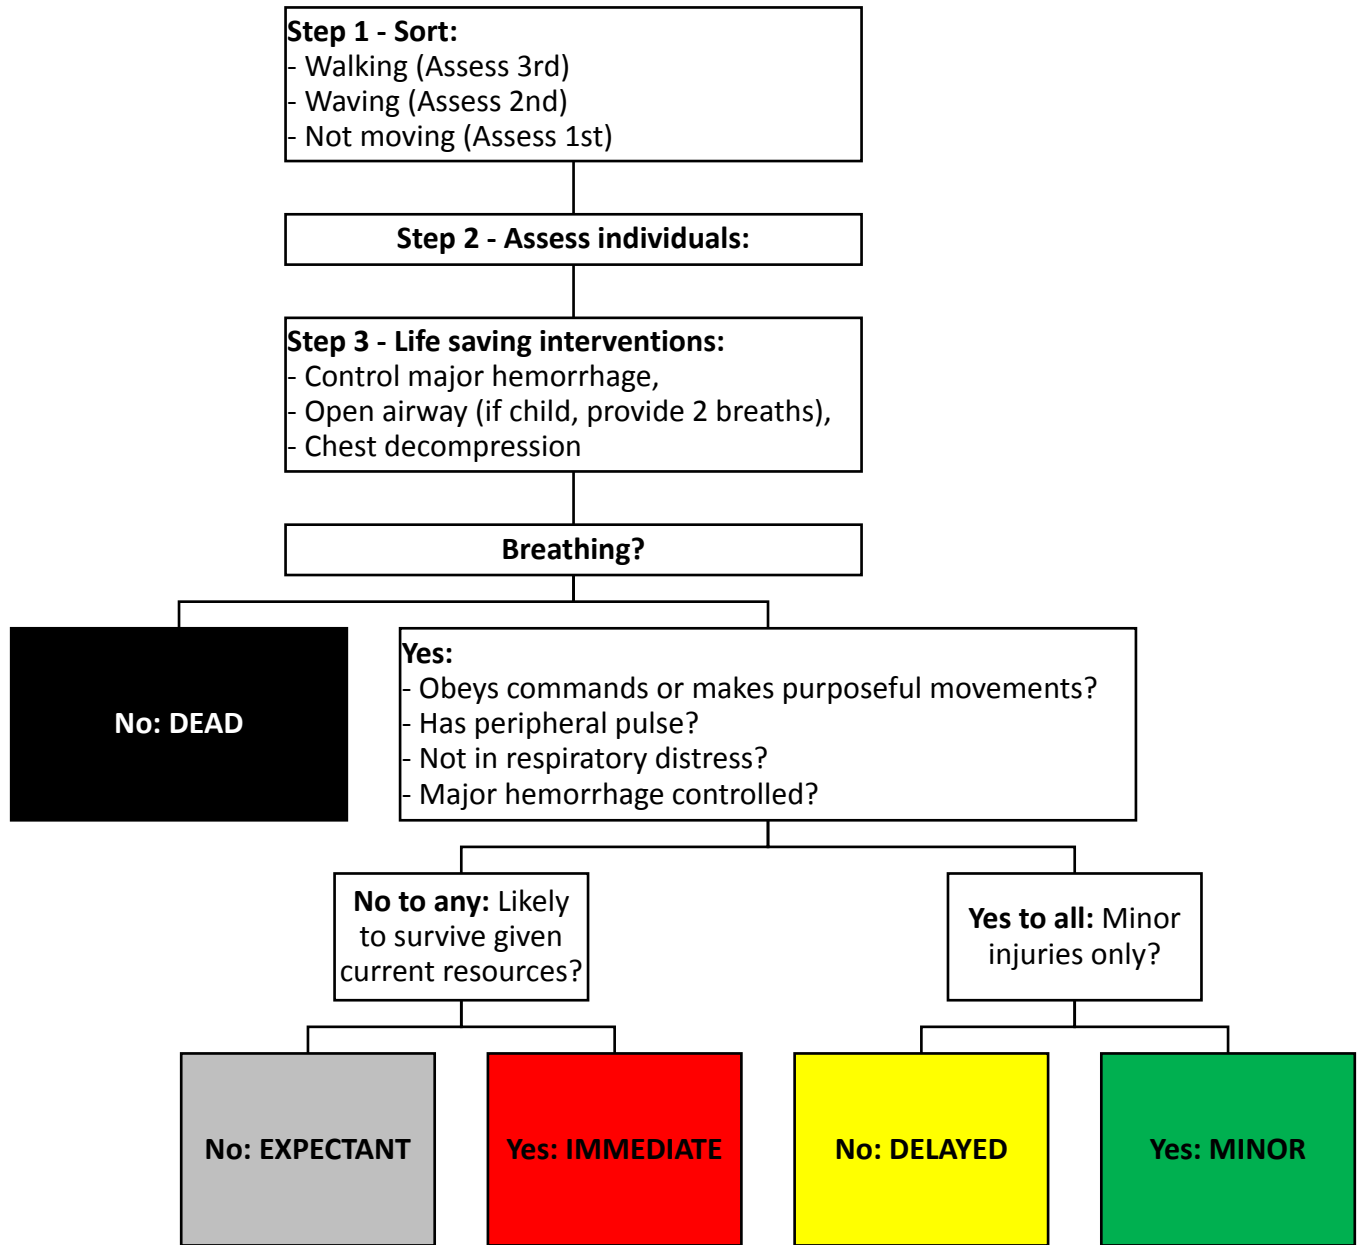 Step 1 - Sort:
- Walking (Assess 3rd)
- Waving (Assess 2nd)
- Not moving (Assess 1st)
Step 2 - Assess individuals:
Step 3 - Life saving interventions:
- Control major hemorrhage,
- Open airway (if child, provide 2 breaths),
- Chest decompression
Breathing?
No: DEAD
Yes:
- Obeys commands or makes purposeful movements?
- Has peripheral pulse?
- Not in respiratory distress?
- Major hemorrhage controlled?
No to any: Likely
to survive given
current resources?
Yes to all: Minor
injuries only?
No: EXPECTANT
Yes: IMMEDIATE
No: DELAYED
Yes: MINOR